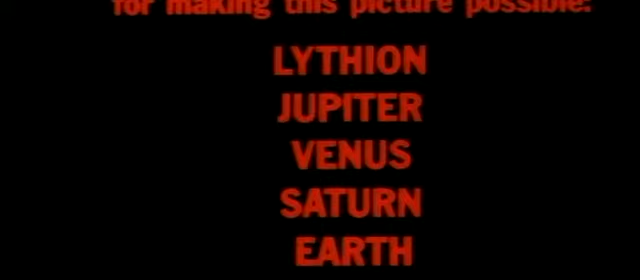 for making this picture possible:
LYTHION
JUPITER
VENUS
SATURN
EARTH